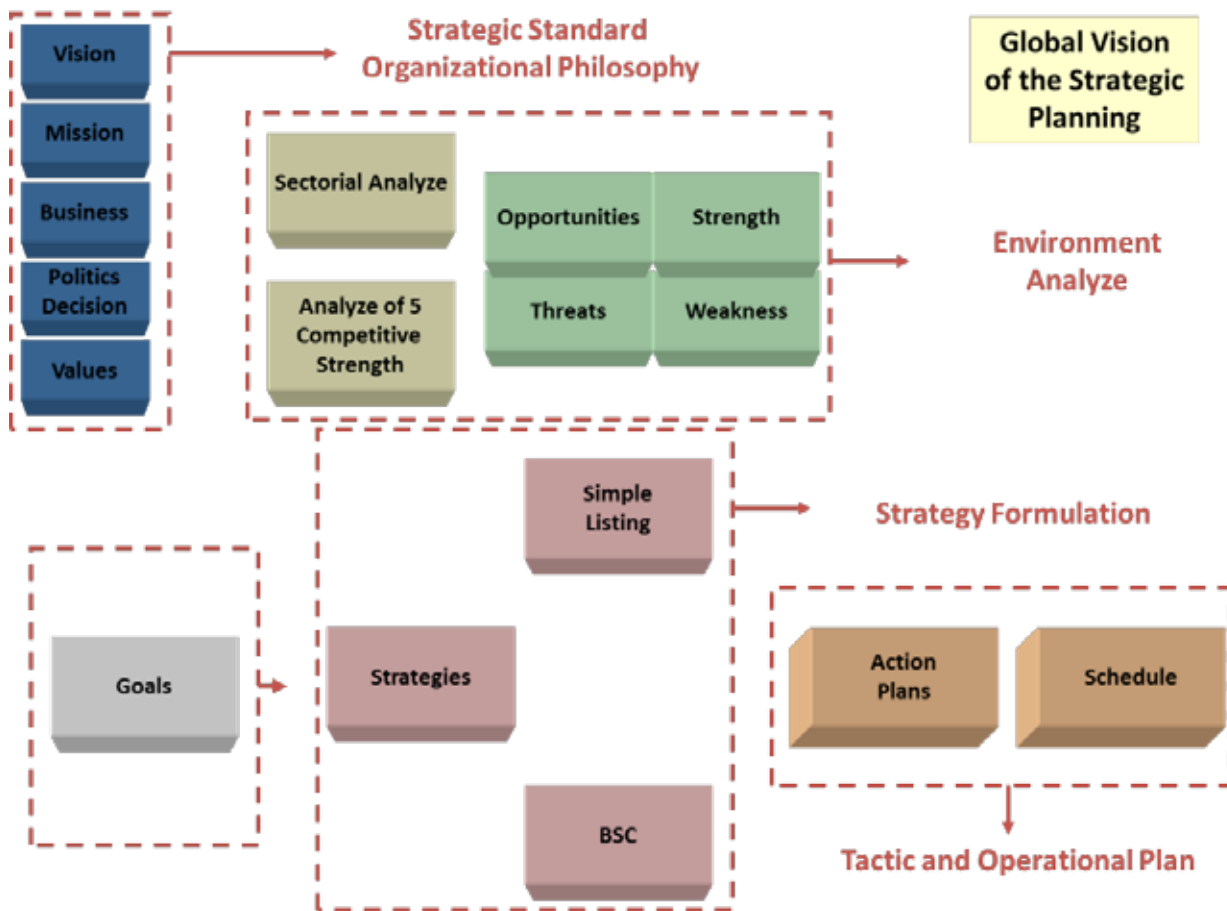 Vision
Mission
Business
Politics
Decision
Values
Strategic Standard
Organizational Philosophy
Global Vision
of the Strategic
Planning
Sectorial Analyze
Analyze of 5
Competitive
Strength
Opportunities
Strength
Threats
Weakness
Environment
Analyze
Simple
Listing
Strategy Formulation
Goals
Strategies
BSC
Action
Plans
Schedule
Tactic and Operational Plan